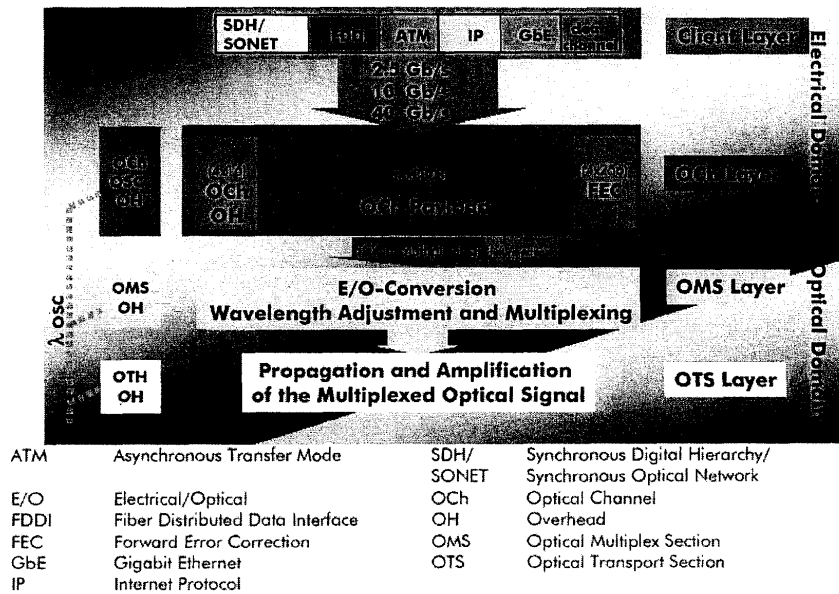 SDH/
SONET
FDDI
ATM
IP
GbE
Client Layer
2.5 Gb/s
10 Gb/s
40 Gb/s
OCh
OSC
OH
OCh
OH
OCh Payload
FEC
OCh Layer
OMS
OH
E/O-Conversion
Wavelength Adjustment and Multiplexing
OMS Layer
OTH
OH
Propagation and Amplification
of the Multiplexed Optical Signal
OTS Layer
λ OSC
Electrical Domain
Optical Domain
ATM Asynchronous Transfer Mode
SDH/ Synchronous Digital Hierarchy/
SONET Synchronous Optical Network
E/O Electrical/Optical
OCh Optical Channel
FDDI Fiber Distributed Data Interface
OH Overhead
FEC Forward Error Correction
OMS Optical Multiplex Section
GbE Gigabit Ethernet
OTS Optical Transport Section
IP Internet Protocol